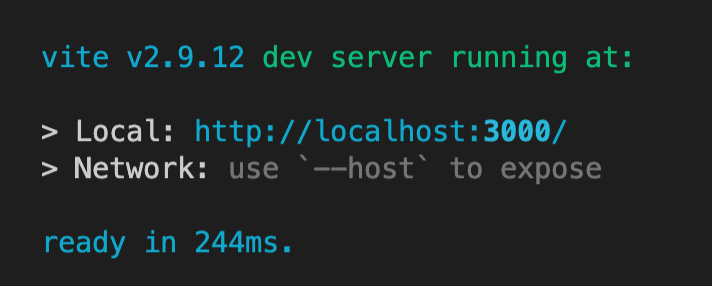 vite v2.9.12 dev server running at:
> Local: http://localhost:3000/
> Network: use `--host` to expose
ready in 244ms.